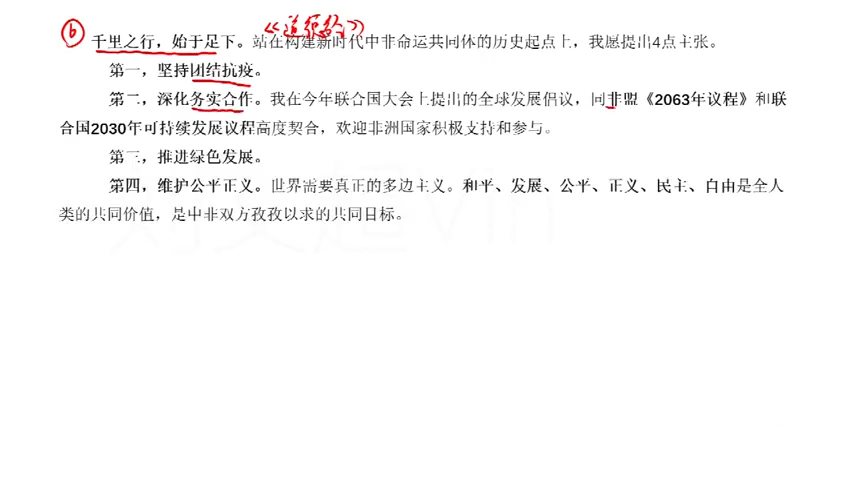 ⑥ 《道德经》
千里之行，始于足下。站在构建新时代中非命运共同体的历史起点上，我愿提出4点主张。
第一，坚持团结抗疫。
第二，深化务实合作。我在今年联合国大会上提出的全球发展倡议，同非盟《2063年议程》和联
合国2030年可持续发展议程高度契合，欢迎非洲国家积极支持和参与。
第三，推进绿色发展。
第四，维护公平正义。世界需要真正的多边主义。和平、发展、公平、正义、民主、自由是全人
类的共同价值，是中非双方孜孜以求的共同目标。